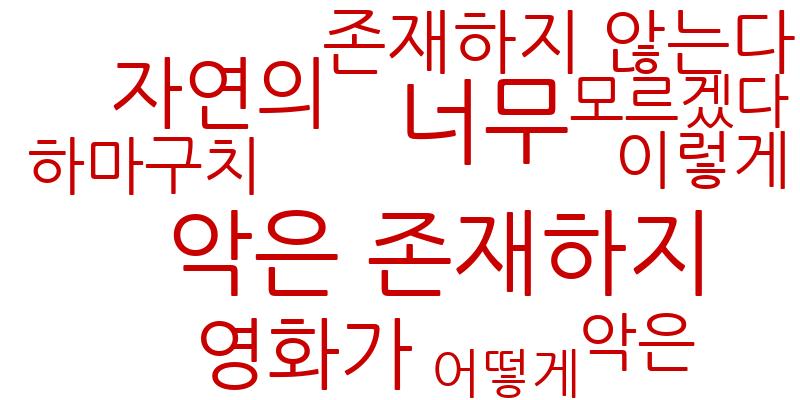 존재하지 않는다
자연의
너무
모르겠다
하마구치
이렇게
악은 존재하지
영화가
어떻게
악은